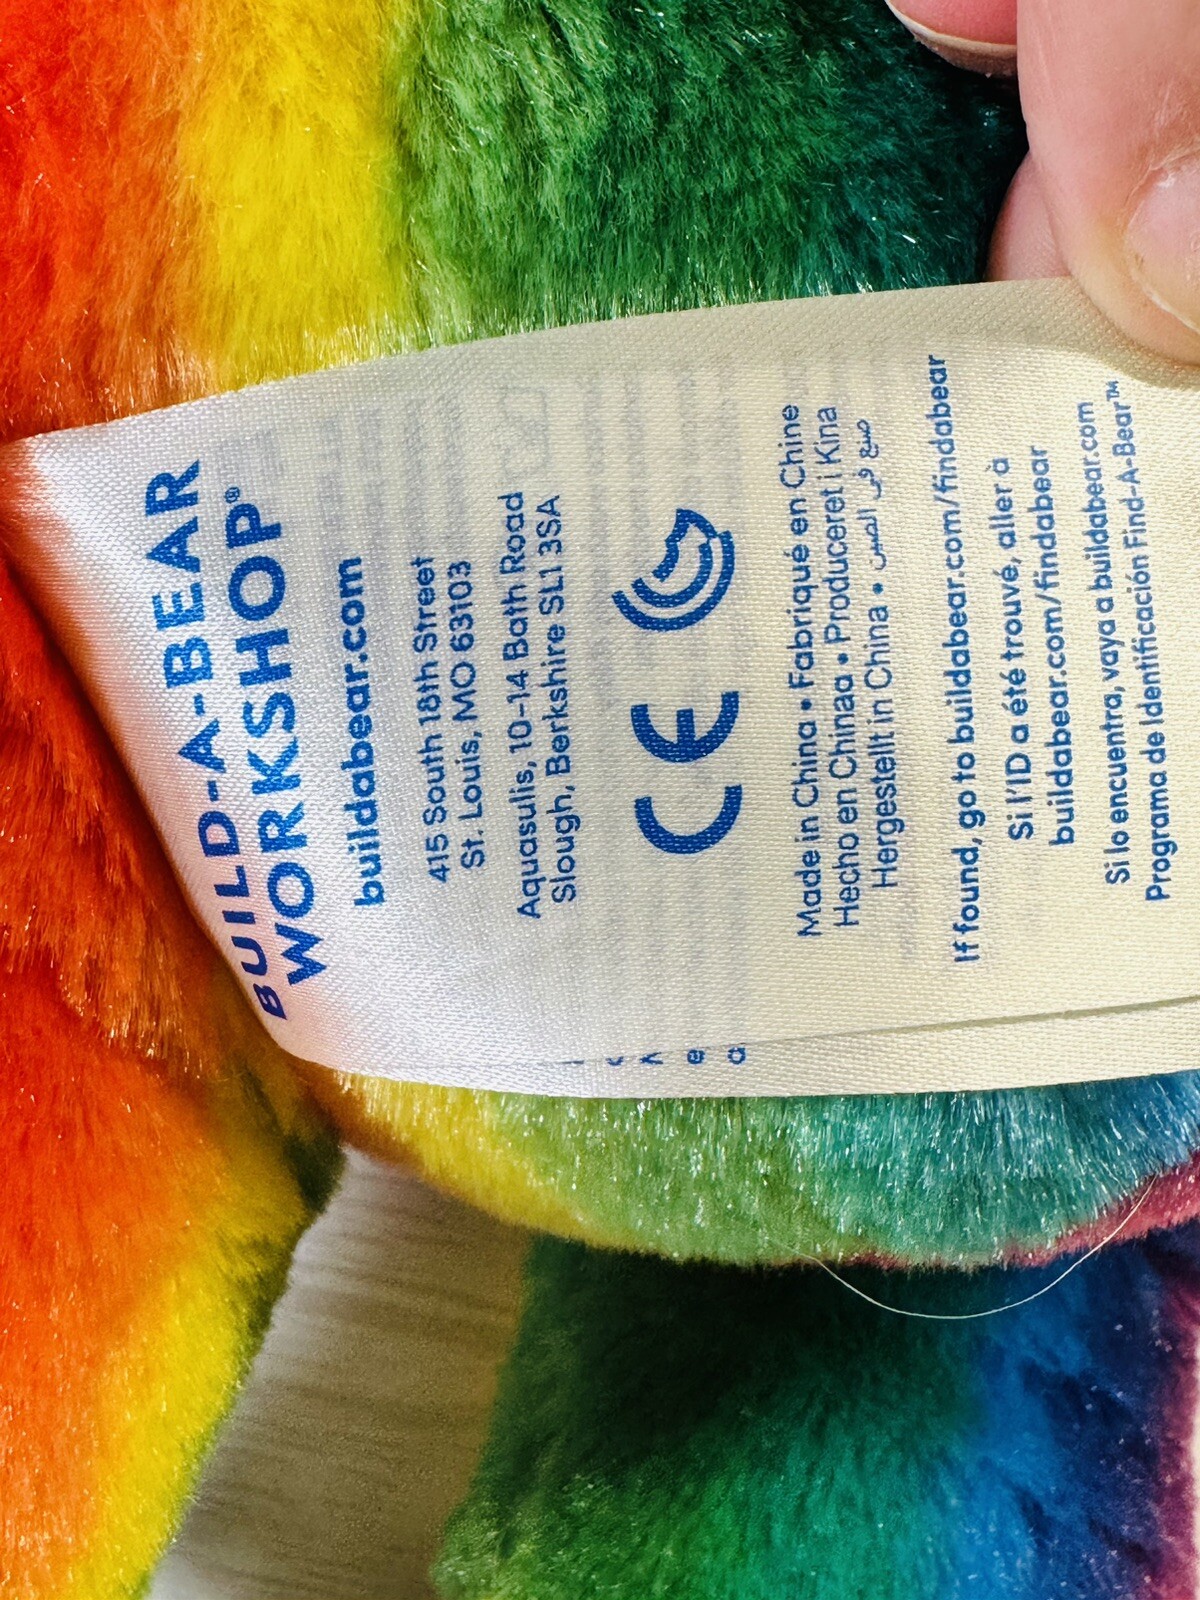 BUILD-A-BEAR
WORKSHOP®
buildabear.com
415 South 18th Street
St. Louis, MO 63103
Aquasulis, 10-14 Bath Road
Slough, Berkshire SL1 3SA
CE
Made in China • Fabriqué en Chine
Hecho en Chinaa • Produceret i Kina
Hergestellt in China • صنع في الصين
If found, go to buildabear.com/findabear
Si l'ID a été trouvé, aller à
buildabear.com/findabear
Si lo encuentra, vaya a buildabear.com
Programa de Identificación Find-A-Bear™